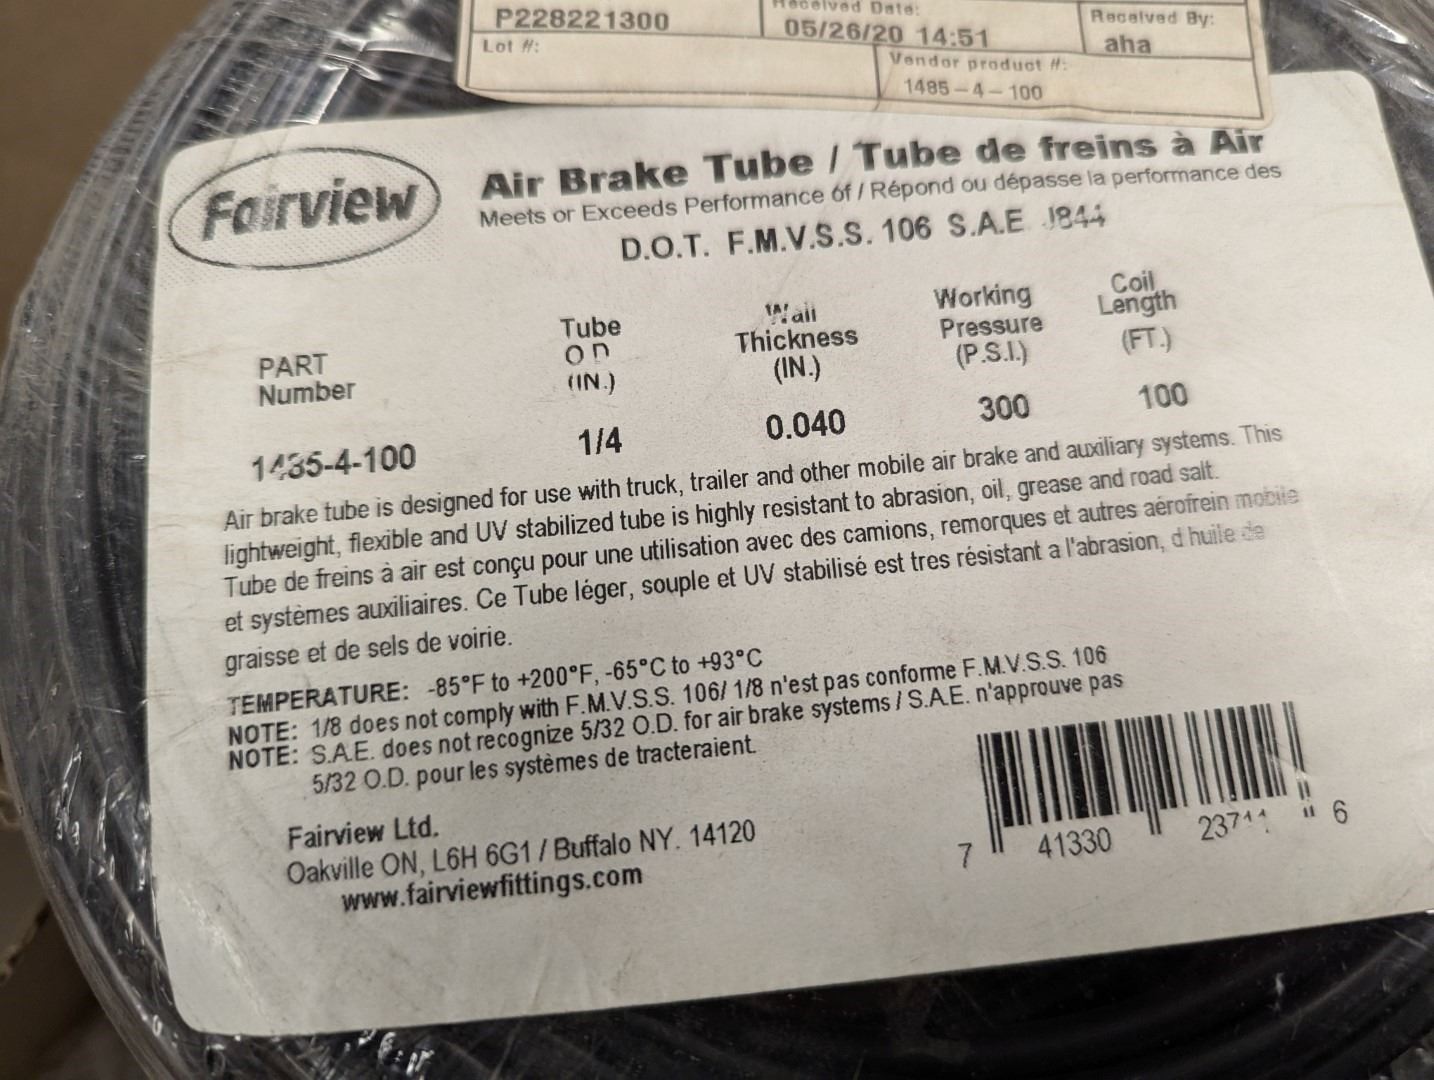 P228221300
Received Date:
05/26/20 14:51
Received By:
aha
Lot #:
Vendor product #:
1485-4-100
Fairview
Air Brake Tube / Tube de freins à Air
Meets or Exceeds Performance of / Répond ou dépasse la performance des
D.O.T. F.M.V.S.S. 106 S.A.E J844
PART
Number
Tube
OD
(IN.)
Wall
Thickness
(IN.)
Working
Pressure
(P.S.I.)
Coil
Length
(FT.)
1485-4-100
1/4
0.040
300
100
Air brake tube is designed for use with truck, trailer and other mobile air brake and auxiliary systems. This
lightweight, flexible and UV stabilized tube is highly resistant to abrasion, oil, grease and road salt.
Tube de freins à air est conçu pour une utilisation avec des camions, remorques et autres aérofrein mobile
et systèmes auxiliaires. Ce Tube léger, souple et UV stabilisé est tres résistant a l'abrasion, d huile de
graisse et de sels de voirie.
TEMPERATURE: -85°F to +200°F, -65°C to +93°C
NOTE: 1/8 does not comply with F.M.V.S.S. 106/ 1/8 n'est pas conforme F.M.V.S.S. 106
NOTE: S.A.E. does not recognize 5/32 O.D. for air brake systems / S.A.E. n'approuve pas
5/32 O.D. pour les systèmes de tracteraient.
Fairview Ltd.
Oakville ON, L6H 6G1 / Buffalo NY. 14120
www.fairviewfittings.com
7 41330 6